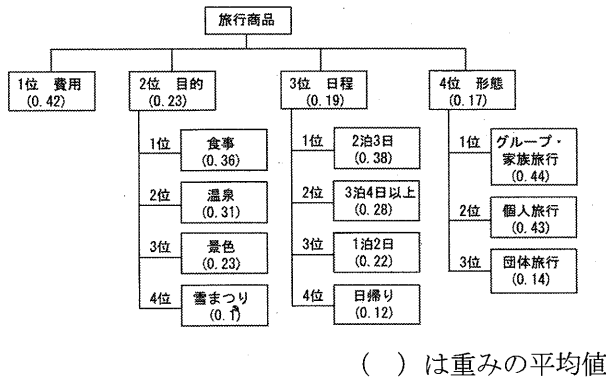 旅行商品
1位 費用
(0.42)
2位 目的
(0.23)
3位 日程
(0.19)
4位 形態
(0.17)
1位
食事
(0.36)
2位
温泉
(0.31)
3位
景色
(0.23)
4位
雪まつり
(0.1)
1位
2泊3日
(0.38)
2位
3泊4日以上
(0.28)
3位
1泊2日
(0.22)
4位
日帰り
(0.12)
1位
グループ・
家族旅行
(0.44)
2位
個人旅行
(0.43)
3位
団体旅行
(0.14)
( )は重みの平均値